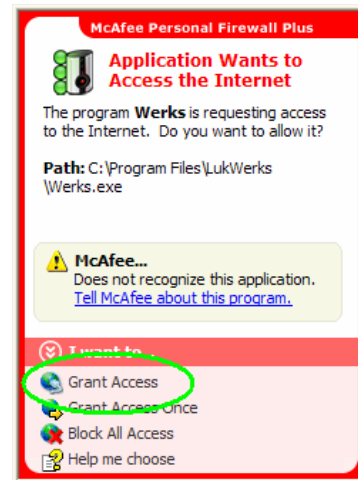 McAfee Personal Firewall Plus
Application Wants to
Access the Internet
The program Werks is requesting access
to the Internet. Do you want to allow it?
Path: C:\Program Files\LukWerks
\Werks.exe
McAfee...
Does not recognize this application.
Tell McAfee about this program.
I want to...
Grant Access
Grant Access Once
Block All Access
Help me choose